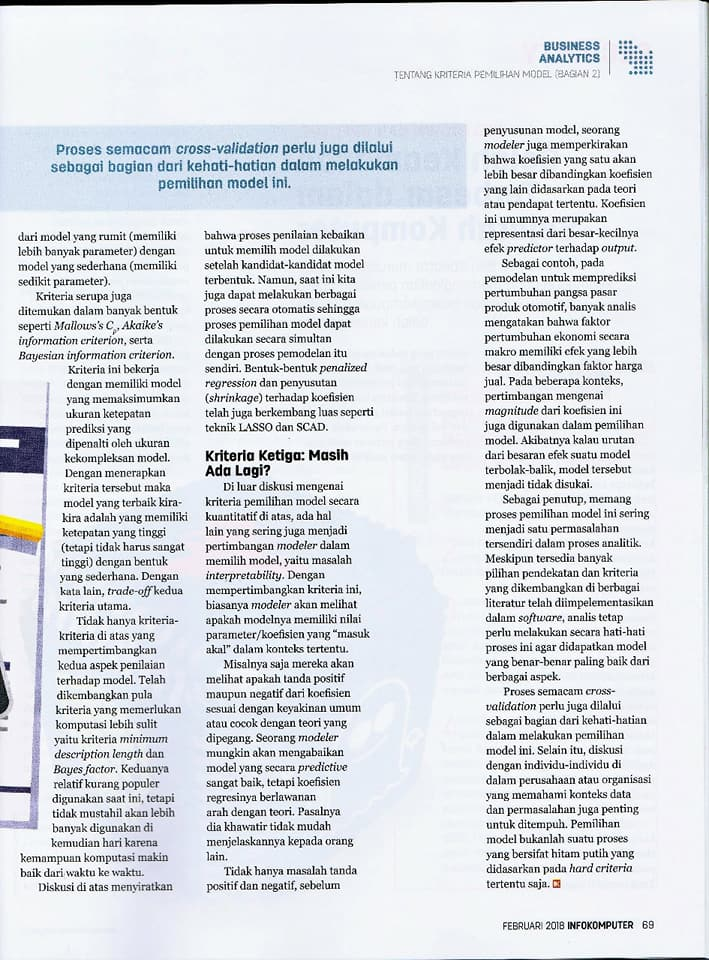 BUSINESS
ANALYTICS
TENTANG KRITERIA PEMILIHAN MODEL (BAGIAN 2)
Proses semacam cross-validation perlu juga dilalui
sebagai bagian dari kehati-hatian dalam melakukan
pemilihan model ini.
dari model yang rumit (memiliki
lebih banyak parameter) dengan
model yang sederhana (memiliki
sedikit parameter).
Kriteria serupa juga
ditemukan dalam banyak bentuk
seperti Mallows's Cp, Akaike's
information criterion, serta
Bayesian information criterion.
Kriteria ini bekerja
dengan memiliki model
yang memaksimumkan
ukuran ketepatan
prediksi yang
dipenalti oleh ukuran
kekompleksan model.
Dengan menerapkan
kriteria tersebut maka
model yang terbaik kira-
kira adalah yang memiliki
ketepatan yang tinggi
(tetapi tidak harus sangat
tinggi) dengan bentuk
yang sederhana. Dengan
kata lain, trade-off kedua
kriteria utama.
Tidak hanya kriteria-
kriteria di atas yang
mempertimbangkan
kedua aspek penilaian
terhadap model. Telah
dikembangkan pula
kriteria yang memerlukan
komputasi lebih sulit
yaitu kriteria minimum
description length dan
Bayes factor. Keduanya
relatif kurang populer
digunakan saat ini, tetapi
tidak mustahil akan lebih
banyak digunakan di
kemudian hari karena
kemampuan komputasi makin
baik dari waktu ke waktu.
Diskusi di atas menyiratkan
bahwa proses penilaian kebaikan
untuk memilih model dilakukan
setelah kandidat-kandidat model
terbentuk. Namun, saat ini kita
juga dapat melakukan berbagai
proses secara otomatis sehingga
proses pemilihan model dapat
dilakukan secara simultan
dengan proses pemodelan itu
sendiri. Bentuk-bentuk penalized
regression dan penyusutan
(shrinkage) terhadap koefisien
telah juga berkembang luas seperti
teknik LASSO dan SCAD.
Kriteria Ketiga: Masih
Ada Lagi?
Di luar diskusi mengenai
kriteria pemilihan model secara
kuantitatif di atas, ada hal
lain yang sering juga menjadi
pertimbangan modeler dalam
memilih model, yaitu masalah
interpretability. Dengan
mempertimbangkan kriteria ini,
biasanya modeler akan melihat
apakah modelnya memiliki nilai
parameter/koefisien yang "masuk
akal" dalam konteks tertentu.
Misalnya saja mereka akan
melihat apakah tanda positif
maupun negatif dari koefisien
sesuai dengan keyakinan umum
atau cocok dengan teori yang
dipegang. Seorang modeler
mungkin akan mengabaikan
model yang secara predictive
sangat baik, tetapi koefisien
regresinya berlawanan
arah dengan teori. Pasalnya
dia khawatir tidak mudah
menjelaskannya kepada orang
lain.
Tidak hanya masalah tanda
positif dan negatif, sebelum
penyusunan model, seorang
modeler juga memperkirakan
bahwa koefisien yang satu akan
lebih besar dibandingkan koefisien
yang lain didasarkan pada teori
atau pendapat tertentu. Koefisien
ini umumnya merupakan
representasi dari besar-kecilnya
efek predictor terhadap output.
Sebagai contoh, pada
pemodelan untuk memprediksi
pertumbuhan pangsa pasar
produk otomotif, banyak analis
mengatakan bahwa faktor
pertumbuhan ekonomi secara
makro memiliki efek yang lebih
besar dibandingkan faktor harga
jual. Pada beberapa konteks,
pertimbangan mengenai
magnitude dari koefisien ini
juga digunakan dalam pemilihan
model. Akibatnya kalau urutan
dari besaran efek suatu model
terbolak-balik, model tersebut
menjadi tidak disukai.
Sebagai penutup, memang
proses pemilihan model ini sering
menjadi satu permasalahan
tersendiri dalam proses analitik.
Meskipun tersedia banyak
pilihan pendekatan dan kriteria
yang dikembangkan di berbagai
literatur telah diimpelementasikan
dalam software, analis tetap
perlu melakukan secara hati-hati
proses ini agar didapatkan model
yang benar-benar paling baik dari
berbagai aspek.
Proses semacam cross-
validation perlu juga dilalui
sebagai bagian dari kehati-hatian
dalam melakukan pemilihan
model ini. Selain itu, diskusi
dengan individu-individu di
dalam perusahaan atau organisasi
yang memahami konteks data
dan permasalahan juga penting
untuk ditempuh. Pemilihan
model bukanlah suatu proses
yang bersifat hitam putih yang
didasarkan pada hard criteria
tertentu saja.
FEBRUARI 2018 INFOKOMPUTER 69